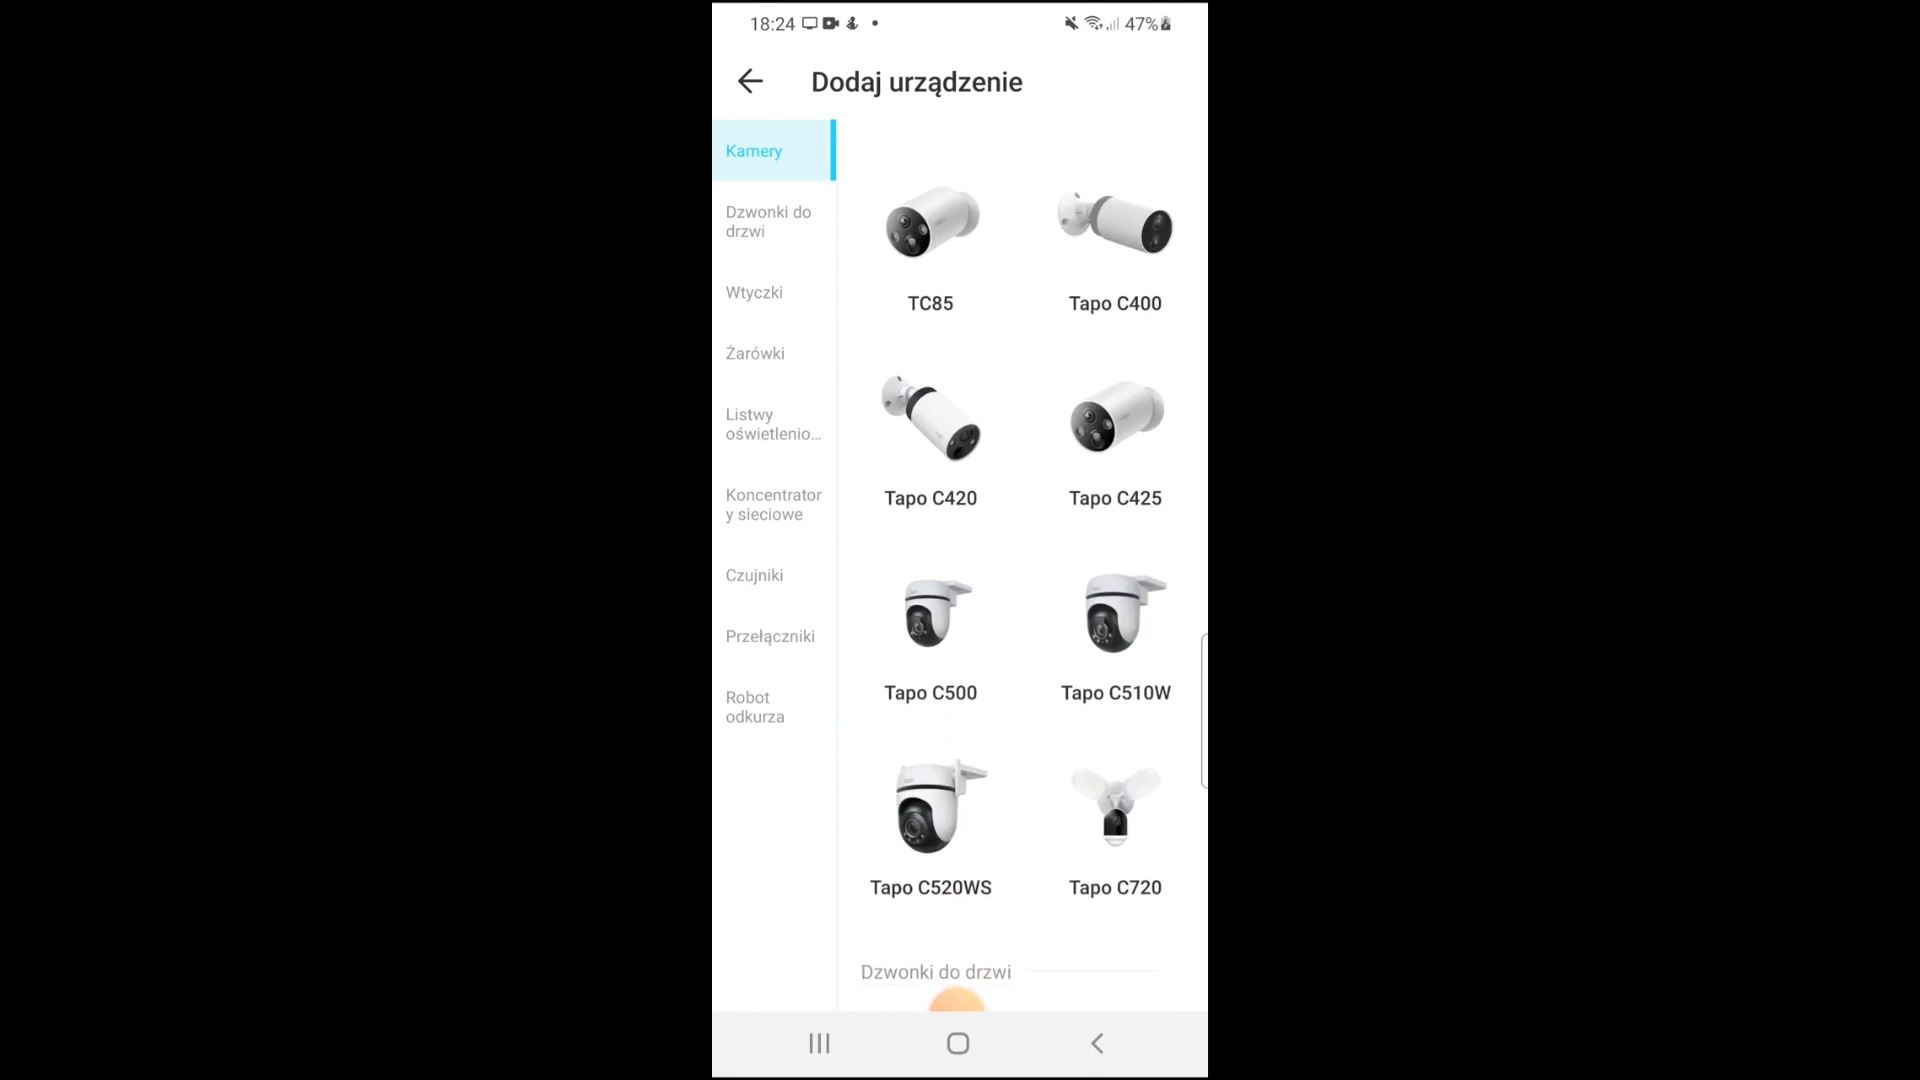 18:24
47%
Dodaj urządzenie
Kamery
Dzwonki do
drzwi
Wtyczki
Żarówki
Listwy
oświetlenio...
Koncentrator
y sieciowe
Czujniki
Przełączniki
Robot
odkurza
TC85
Tapo C400
Tapo C420
Tapo C425
Tapo C500
Tapo C510W
Tapo C520WS
Tapo C720
Dzwonki do drzwi